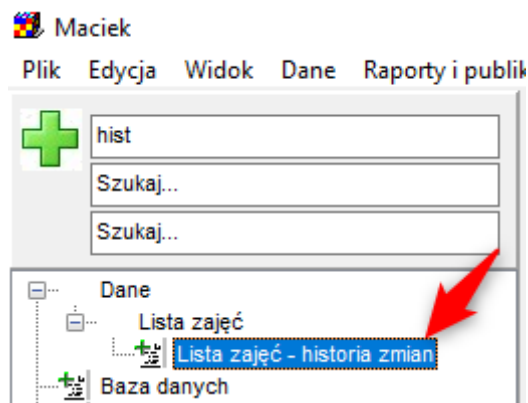 Maciek
Plik Edycja Widok Dane Raporty i publik
hist
Szukaj...
Szukaj...
Dane
Lista zajęć
Lista zajęć - historia zmian
Baza danych